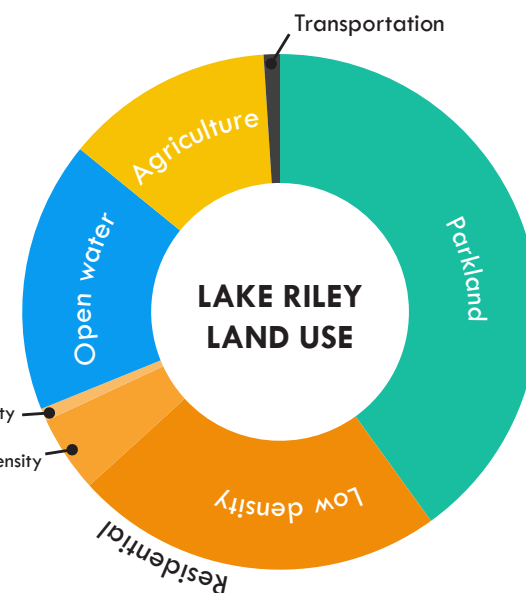 Transportation
Agriculture
Parkland
Open water
LAKE RILEY
LAND USE
ty
ensity
Low density
Residential